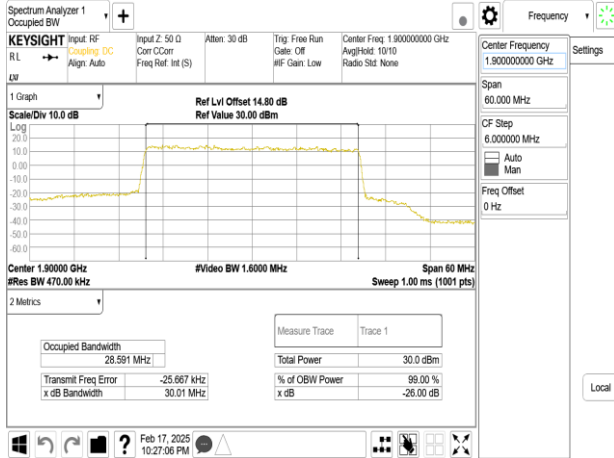 Spectrum Analyzer 1
Occupied BW
+
Frequency
KEYSIGHT
RL
Input: RF
Coupling: DC
Align: Auto
Input Z: 50 Ω
Corr CCorr
Freq Ref: Int (S)
Atten: 30 dB
Trig: Free Run
Gate: Off
#IF Gain: Low
Center Freq: 1.900000000 GHz
Avg|Hold: 10/10
Radio Std: None
Center Frequency
1.900000000 GHz
Settings
Span
60.000 MHz
CF Step
6.000000 MHz
Auto
Man
Freq Offset
0 Hz
Local
1 Graph
Scale/Div 10.0 dB
Ref Lvl Offset 14.80 dB
Ref Value 30.00 dBm
Log
20.0
10.0
0.00
-10.0
-20.0
-30.0
-40.0
-50.0
-60.0
Center 1.90000 GHz
#Video BW 1.6000 MHz
Span 60 MHz
#Res BW 470.00 kHz
Sweep 1.00 ms (1001 pts)
2 Metrics
Measure Trace
Trace 1
Occupied Bandwidth
28.591 MHz
Total Power
30.0 dBm
Transmit Freq Error
-25.667 kHz
% of OBW Power
99.00 %
x dB Bandwidth
30.01 MHz
x dB
-26.00 dB
?
Feb 17, 2025
10:27:06 PM